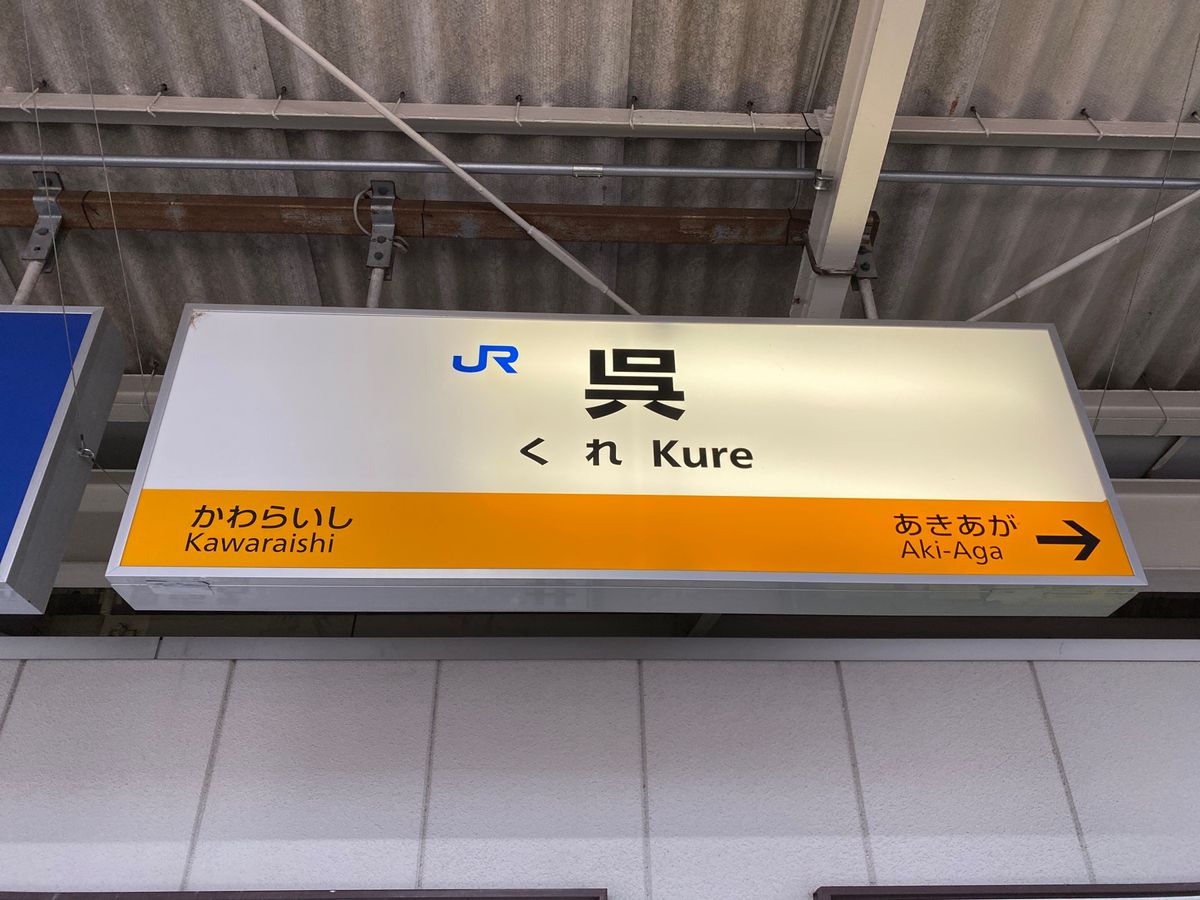 JR 呉
くれ Kure
かわらいし
Kawaraishi
あきあが
Aki-Aga →